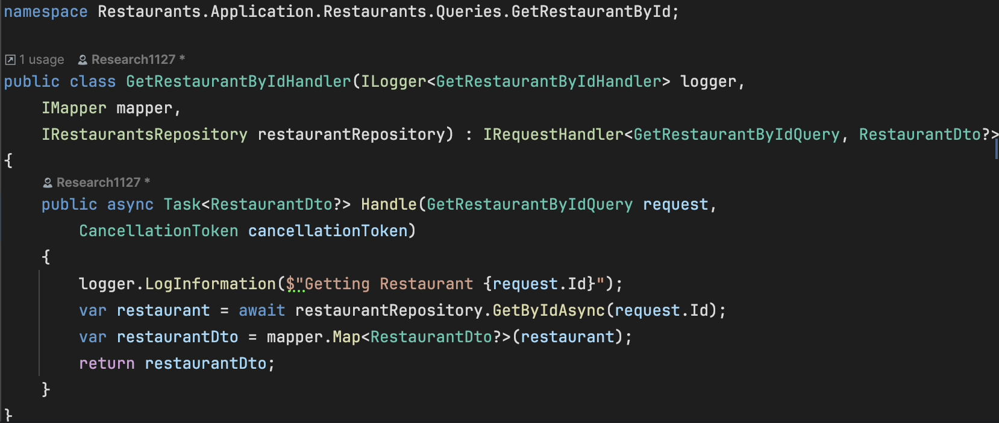 namespace Restaurants.Application.Restaurants.Queries.GetRestaurantById;
1 usage Research1127 *
public class GetRestaurantByIdHandler(ILogger<GetRestaurantByIdHandler> logger,
IMapper mapper,
IRestaurantsRepository restaurantRepository) : IRequestHandler<GetRestaurantByIdQuery, RestaurantDto?>
{
Research1127 *
public async Task<RestaurantDto?> Handle(GetRestaurantByIdQuery request,
CancellationToken cancellationToken)
{
logger.LogInformation($"Getting Restaurant {request.Id}");
var restaurant = await restaurantRepository.GetByIdAsync(request.Id);
var restaurantDto = mapper.Map<RestaurantDto?>(restaurant);
return restaurantDto;
}
}